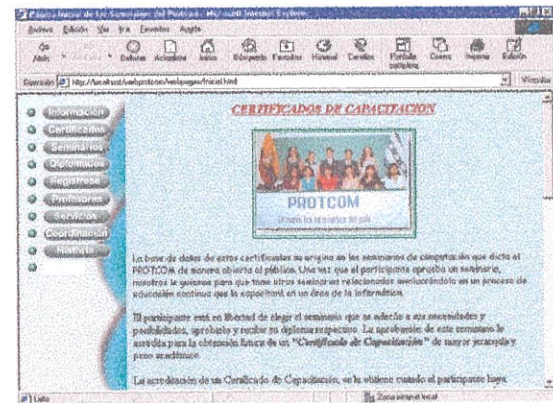 Página Inicial de los Seminarios del Protcom - Microsoft Internet Explorer
Archivo Edición Ver Ir a Favoritos Ayuda
Atrás Detener Actualizar Inicio Búsqueda Favoritos Historial Canales Pantalla completa Correo Imprimir Edición
Dirección http://localhost/webprotcom/webpages/Inicial.html Vínculos
CERTIFICADOS DE CAPACITACION
Información
Certificados
Seminarios
Diplomados
Regístrese
Profesores
Servicios
Coordinación
Historia
PROTCOM
La base de datos de estos certificados se origina en los seminarios de computación que dicta el
PROTCOM de manera abierta al público. Una vez que el participante aprueba un seminario,
nosotros le guiamos para que tome otros seminarios relacionados involucrándolo en un proceso de
educación continua que lo capacitará en un área de la informática.
El participante está en libertad de elegir el seminario que se adecúe a sus necesidades y
posibilidades, aprobarlo y recibir su diploma respectivo. La aprobación de este seminario le
acredita para la obtención futura de un "Certificado de Capacitación" de mayor jerarquía y
peso académico.
La acreditación de un Certificado de Capacitación, se la obtiene cuando el participante haya
Listo Zona intranet local